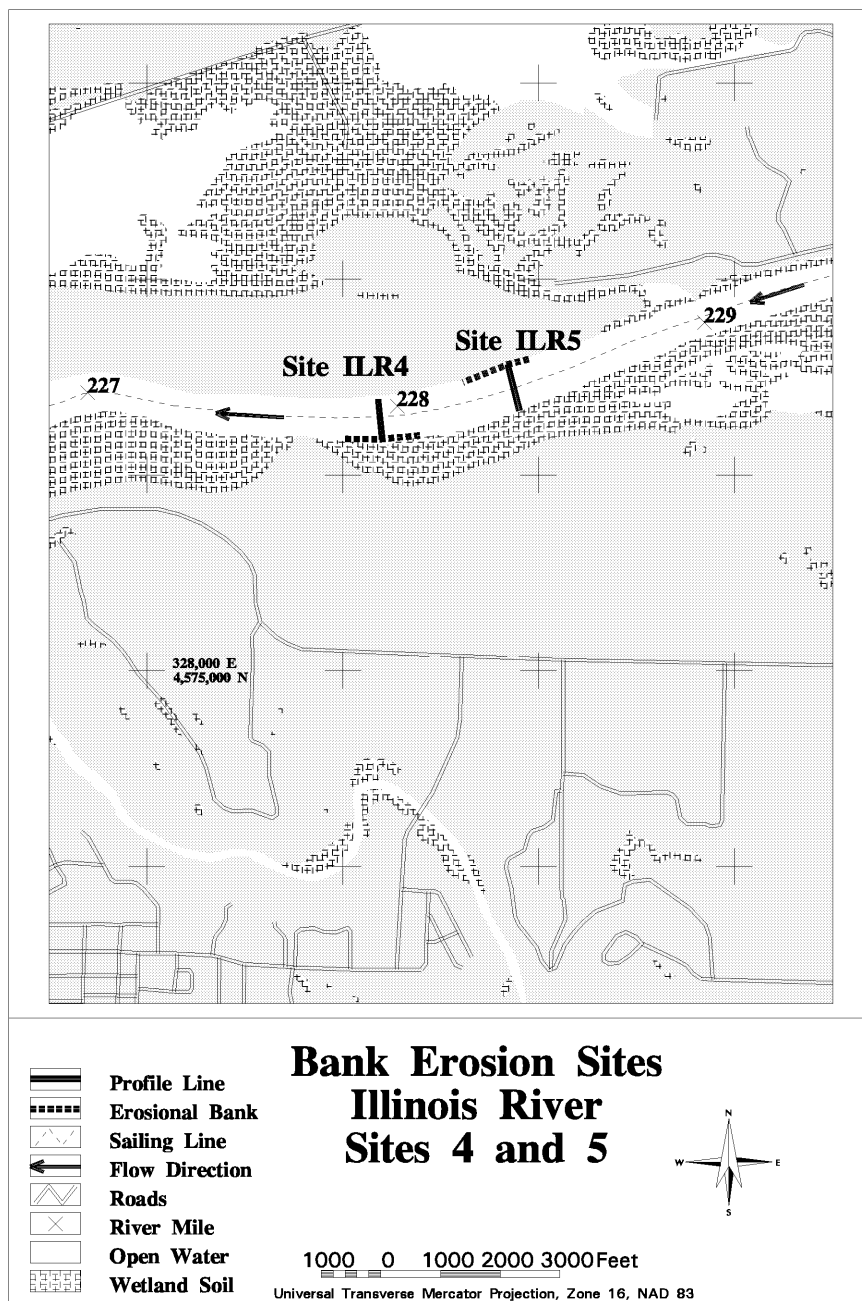 229
Site ILR5
Site ILR4
227
228
328,000 E
4,575,000 N
Bank Erosion Sites
Illinois River
Sites 4 and 5
Profile Line
Erosional Bank
Sailing Line
Flow Direction
Roads
River Mile
Open Water
Wetland Soil
N
W E
S
1000 0 1000 2000 3000 Feet
Universal Transverse Mercator Projection, Zone 16, NAD 83